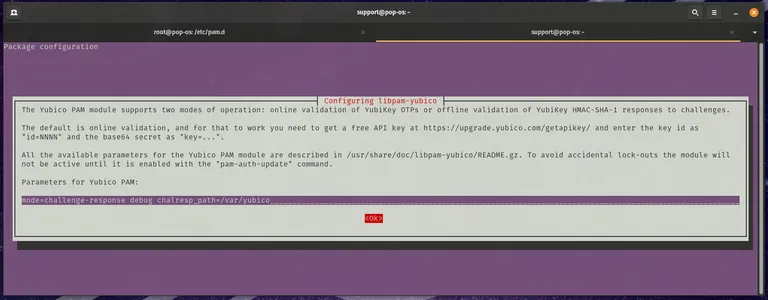 support@pop-os: ~
root@pop-os: /etc/pam.d
support@pop-os: ~
Package configuration
Configuring libpam-yubico
The Yubico PAM module supports two modes of operation: online validation of YubiKey OTPs or offline validation of YubiKey HMAC-SHA-1 responses to challenges.
The default is online validation, and for that to work you need to get a free API key at https://upgrade.yubico.com/getapikey/ and enter the key id as
"id=NNNN" and the base64 secret as "key=...".
All the available parameters for the Yubico PAM module are described in /usr/share/doc/libpam-yubico/README.gz. To avoid accidental lock-outs the module will
not be active until it is enabled with the "pam-auth-update" command.
Parameters for Yubico PAM:
mode=challenge-response debug chalresp_path=/var/yubico
<Ok>